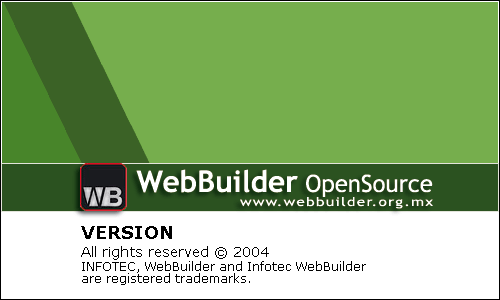 WB WebBuilder OpenSource
www.webbuilder.org.mx
VERSION
All rights reserved © 2004
INFOTEC, WebBuilder and Infotec WebBuilder
are registered trademarks.